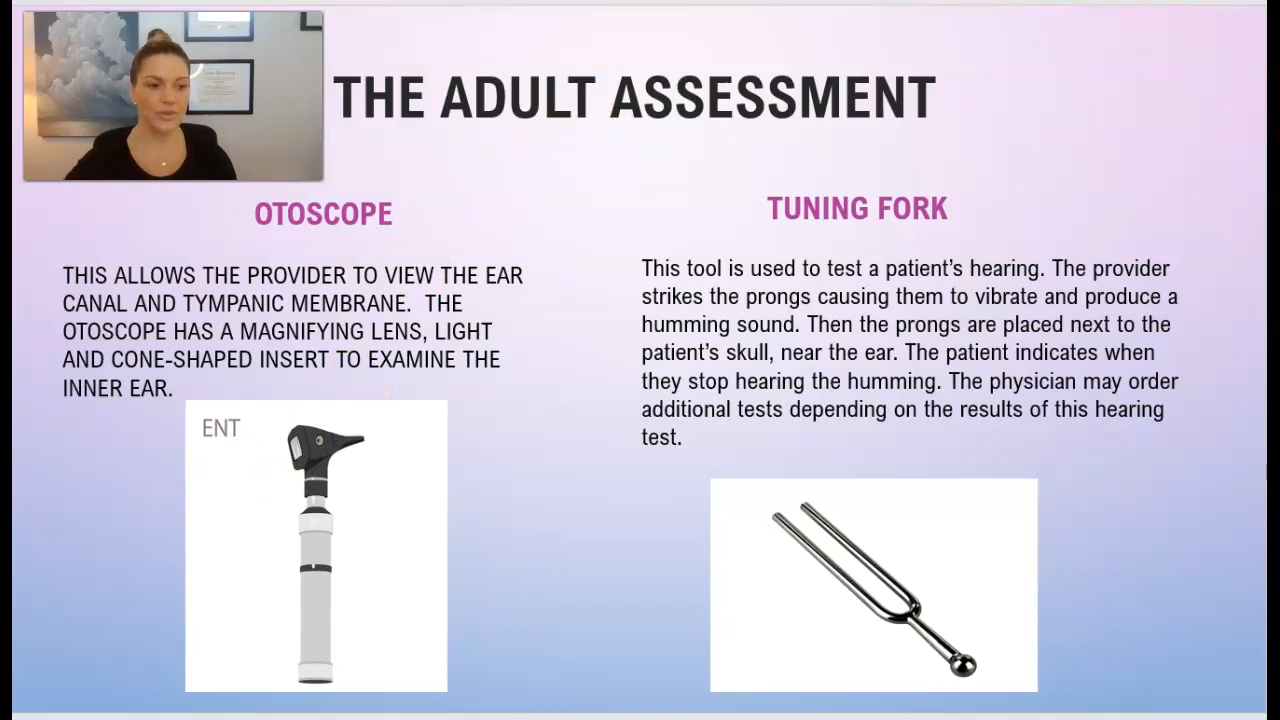 THE ADULT ASSESSMENT
OTOSCOPE
THIS ALLOWS THE PROVIDER TO VIEW THE EAR
CANAL AND TYMPANIC MEMBRANE. THE
OTOSCOPE HAS A MAGNIFYING LENS, LIGHT
AND CONE-SHAPED INSERT TO EXAMINE THE
INNER EAR.
ENT
TUNING FORK
This tool is used to test a patient's hearing. The provider
strikes the prongs causing them to vibrate and produce a
humming sound. Then the prongs are placed next to the
patient's skull, near the ear. The patient indicates when
they stop hearing the humming. The physician may order
additional tests depending on the results of this hearing
test.